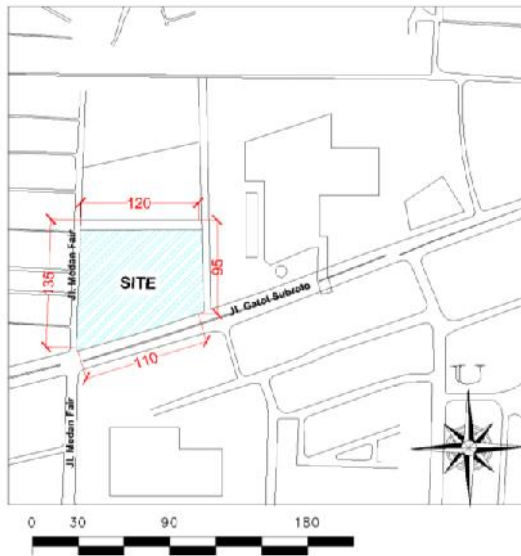 120
135
Jl. Medan Fair
SITE
95
Jl. Gatot Subroto
110
Jl. Medan Fair
U
0 30 90 180